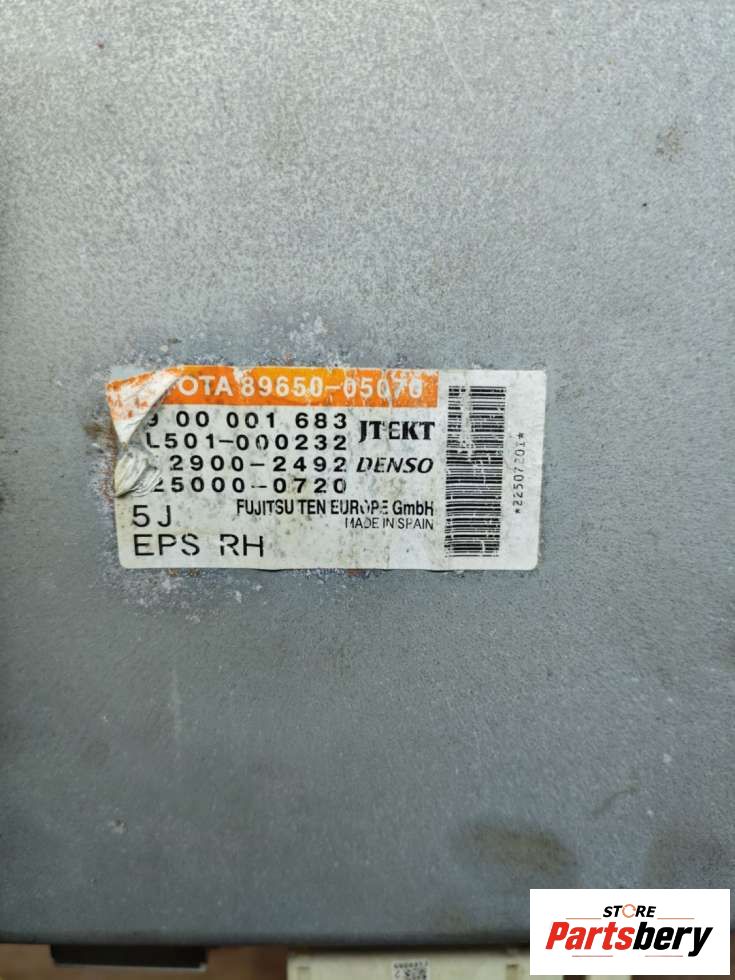 OTA 89650-05070
9 00 001 683
L501-000232
JTEKT
2900-2492
DENSO
25000-0720
FUJITSU TEN EUROPE GmbH
MADE IN SPAIN
5J
EPS RH
*22507201*
STORE
Partsbery